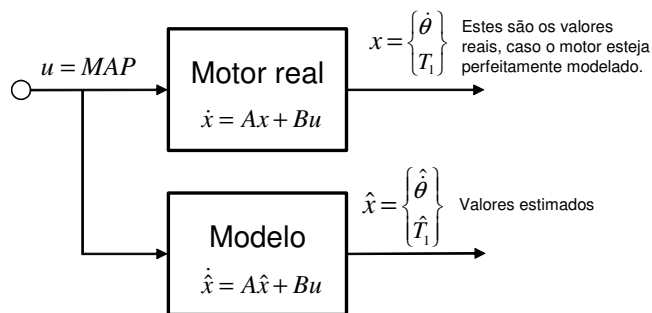 u = MAP
Motor real
ẋ = Ax + Bu
x = { θ̇ T₁ }
Estes são os valores
reais, caso o motor esteja
perfeitamente modelado.
Modelo
x̂̇ = Ax̂ + Bu
x̂ = { θ̂̇ T̂₁ }
Valores estimados